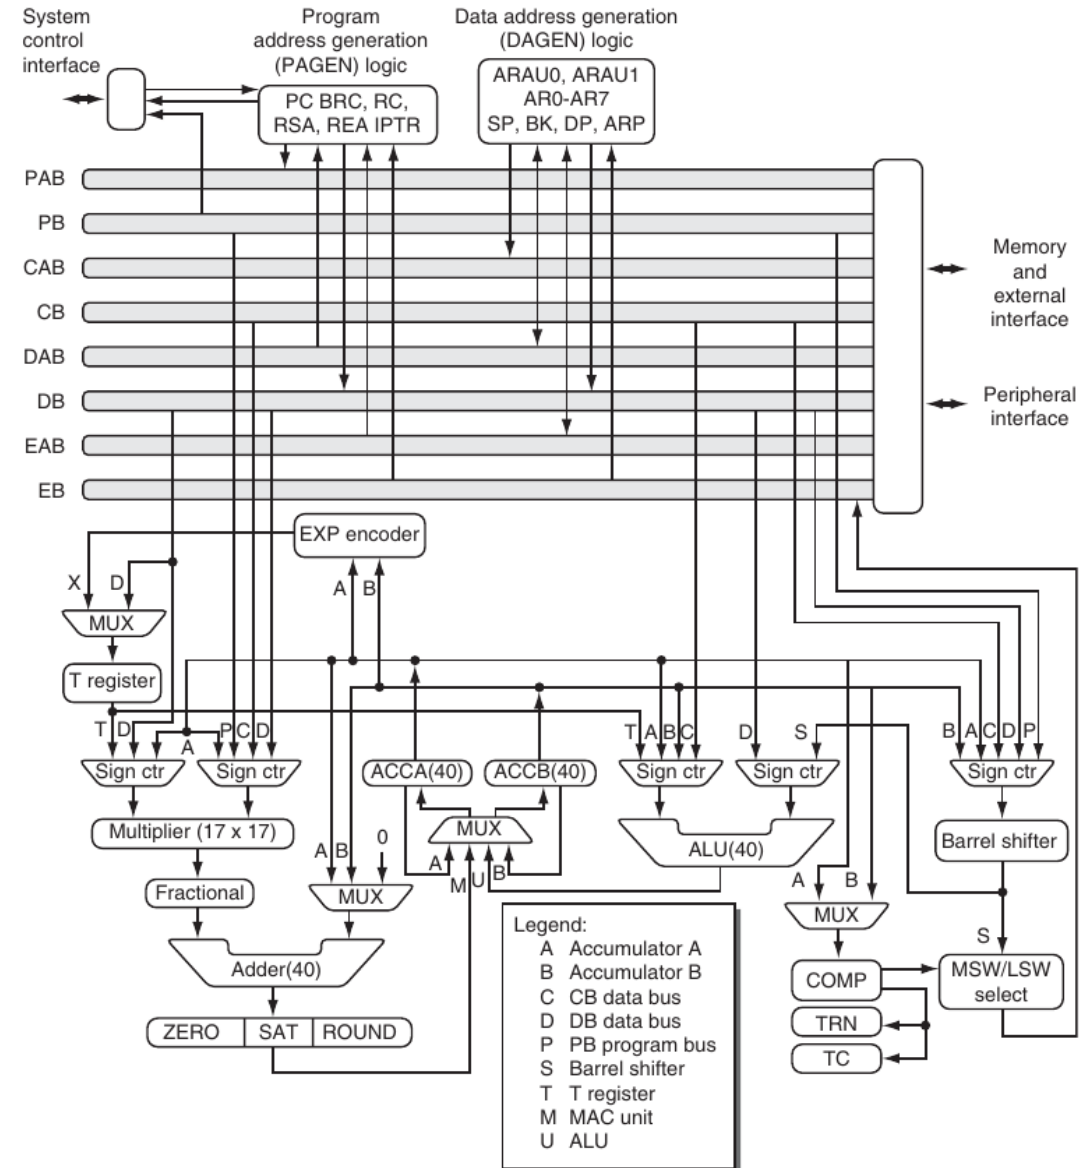 System
control
interface
Program
address generation
(PAGEN) logic
Data address generation
(DAGEN) logic
PC BRC, RC,
RSA, REA IPTR
ARAU0, ARAU1
AR0-AR7
SP, BK, DP, ARP
PAB
PB
CAB
CB
DAB
DB
EAB
EB
Memory
and
external
interface
Peripheral
interface
EXP encoder
X D
A B
MUX
T register
T D A P C D
T A B C D S
B A C D P
Sign ctr
Sign ctr
ACCA(40)
ACCB(40)
Sign ctr
Sign ctr
Sign ctr
Multiplier (17 x 17)
MUX
ALU(40)
Barrel shifter
A B 0
A M U B
A B
Fractional
MUX
MUX
S
Adder(40)
COMP
MSW/LSW
select
ZERO SAT ROUND
TRN
TC
Legend:
A Accumulator A
B Accumulator B
C CB data bus
D DB data bus
P PB program bus
S Barrel shifter
T T register
M MAC unit
U ALU